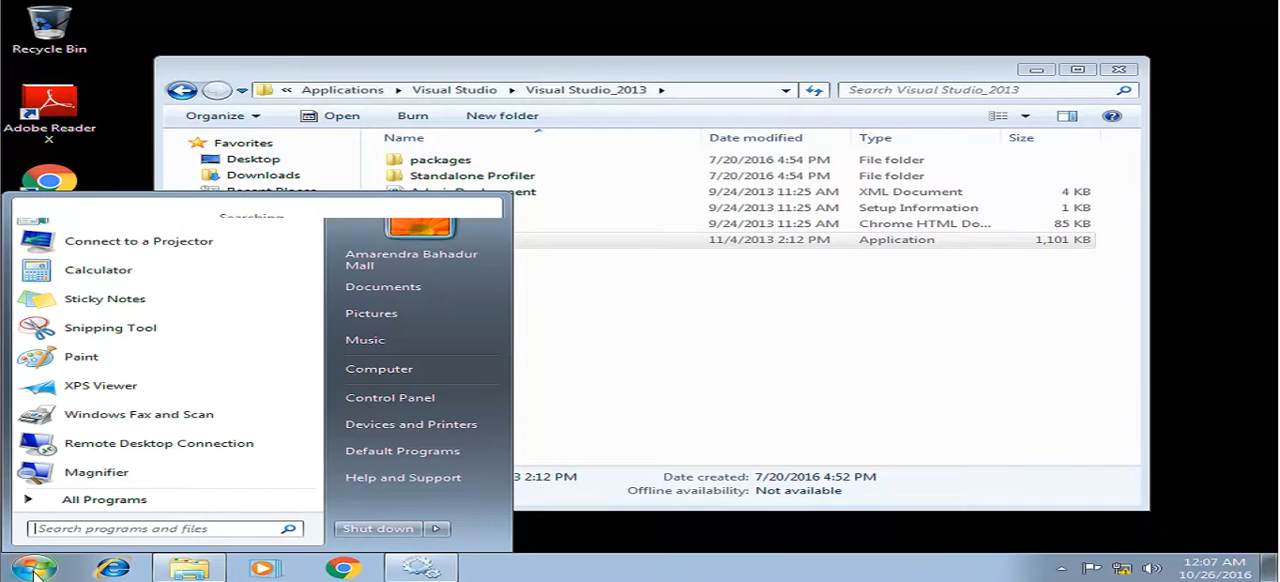 Recycle Bin
Adobe Reader
X
« Applications Visual Studio Visual Studio_2013
Search Visual Studio_2013
Organize Open Burn New folder
Name Date modified Type Size
Favorites
Desktop
Downloads
packages 7/20/2016 4:54 PM File folder
Standalone Profiler 7/20/2016 4:54 PM File folder
9/24/2013 11:25 AM XML Document 4 KB
9/24/2013 11:25 AM Setup Information 1 KB
9/24/2013 11:25 AM Chrome HTML Do... 85 KB
11/4/2013 2:12 PM Application 1,101 KB
Connect to a Projector
Calculator
Sticky Notes
Snipping Tool
Paint
XPS Viewer
Windows Fax and Scan
Remote Desktop Connection
Magnifier
All Programs
Search programs and files
Amarendra Bahadur
Mall
Documents
Pictures
Music
Computer
Control Panel
Devices and Printers
Default Programs
Help and Support
Shut down
3 2:12 PM Date created: 7/20/2016 4:52 PM
Offline availability: Not available
12:07 AM
10/26/2016